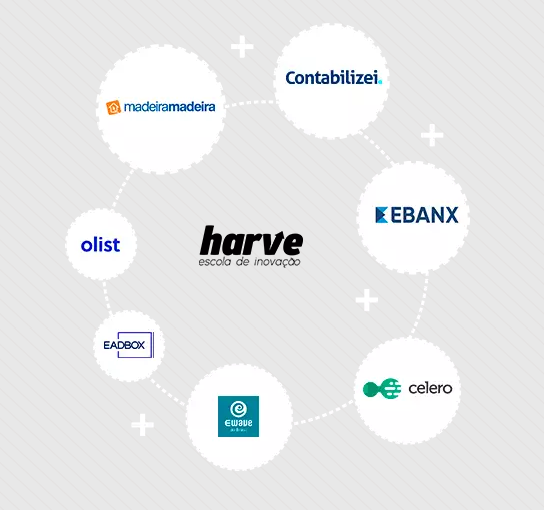 madeiramadeira
Contabilizei.
EBANX
olist
harve
escola de inovação
EADBOX
ewave
celero